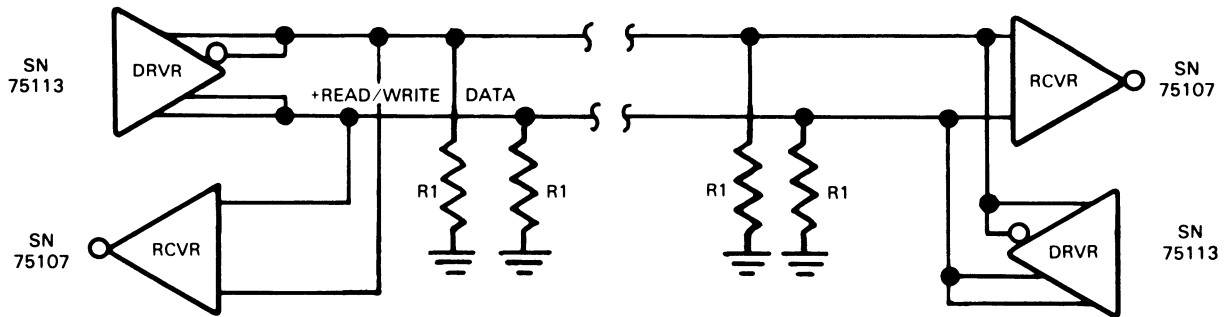 SN
75113
DRVR
+READ/WRITE DATA
R1
R1
SN
75107
RCVR
R1
R1
RCVR
SN
75107
DRVR
SN
75113